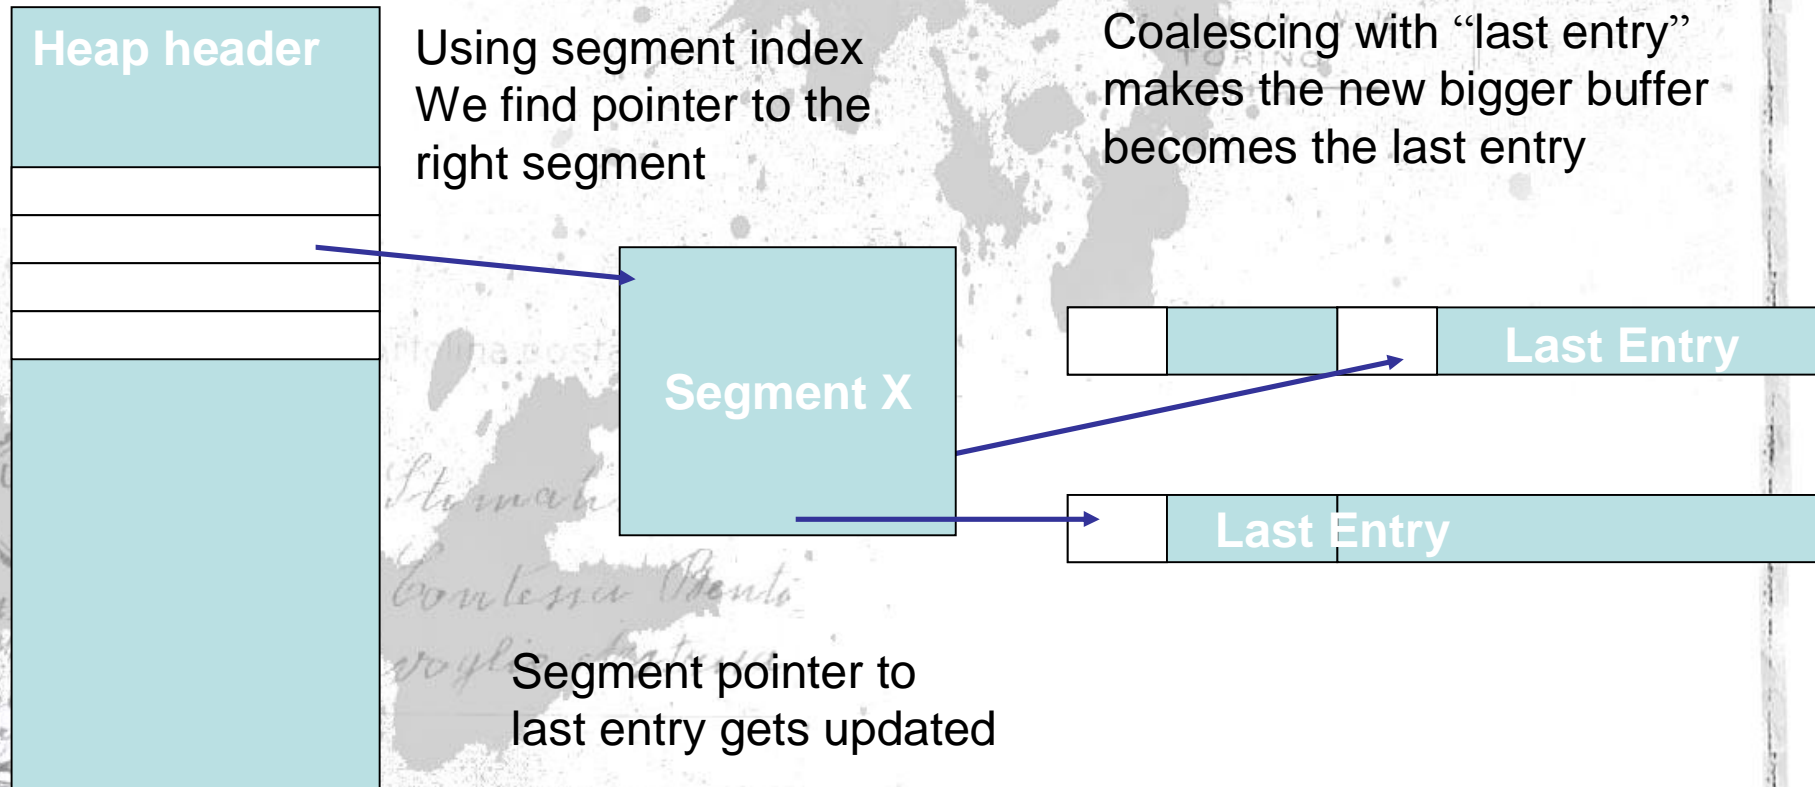 Heap header
Using segment index
We find pointer to the
right segment
Coalescing with “last entry”
makes the new bigger buffer
becomes the last entry
TORINO
Segment X
Last Entry
Last Entry
Segment pointer to
last entry gets updated